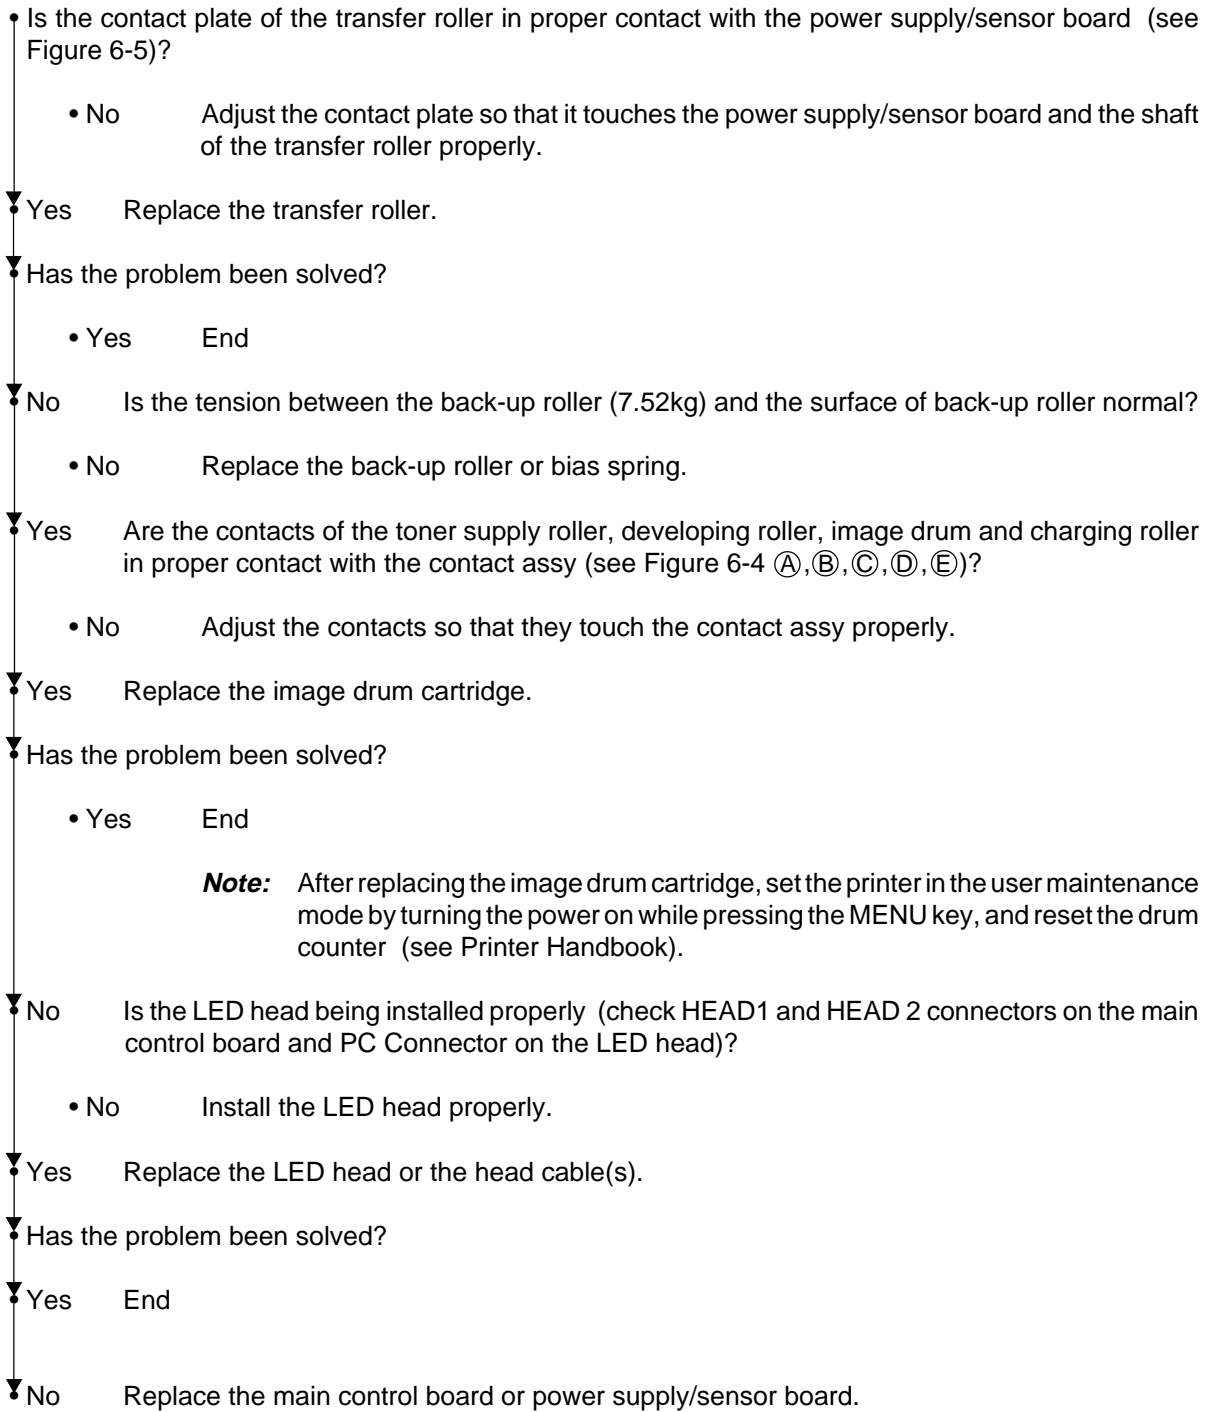 • Is the contact plate of the transfer roller in proper contact with the power supply/sensor board (see
Figure 6-5)?
• No Adjust the contact plate so that it touches the power supply/sensor board and the shaft
of the transfer roller properly.
• Yes Replace the transfer roller.
• Has the problem been solved?
• Yes End
• No Is the tension between the back-up roller (7.52kg) and the surface of back-up roller normal?
• No Replace the back-up roller or bias spring.
• Yes Are the contacts of the toner supply roller, developing roller, image drum and charging roller
in proper contact with the contact assy (see Figure 6-4 Ⓐ,Ⓑ,Ⓒ,Ⓓ,Ⓔ)?
• No Adjust the contacts so that they touch the contact assy properly.
• Yes Replace the image drum cartridge.
• Has the problem been solved?
• Yes End
Note: After replacing the image drum cartridge, set the printer in the user maintenance
mode by turning the power on while pressing the MENU key, and reset the drum
counter (see Printer Handbook).
• No Is the LED head being installed properly (check HEAD1 and HEAD 2 connectors on the main
control board and PC Connector on the LED head)?
• No Install the LED head properly.
• Yes Replace the LED head or the head cable(s).
• Has the problem been solved?
• Yes End
• No Replace the main control board or power supply/sensor board.